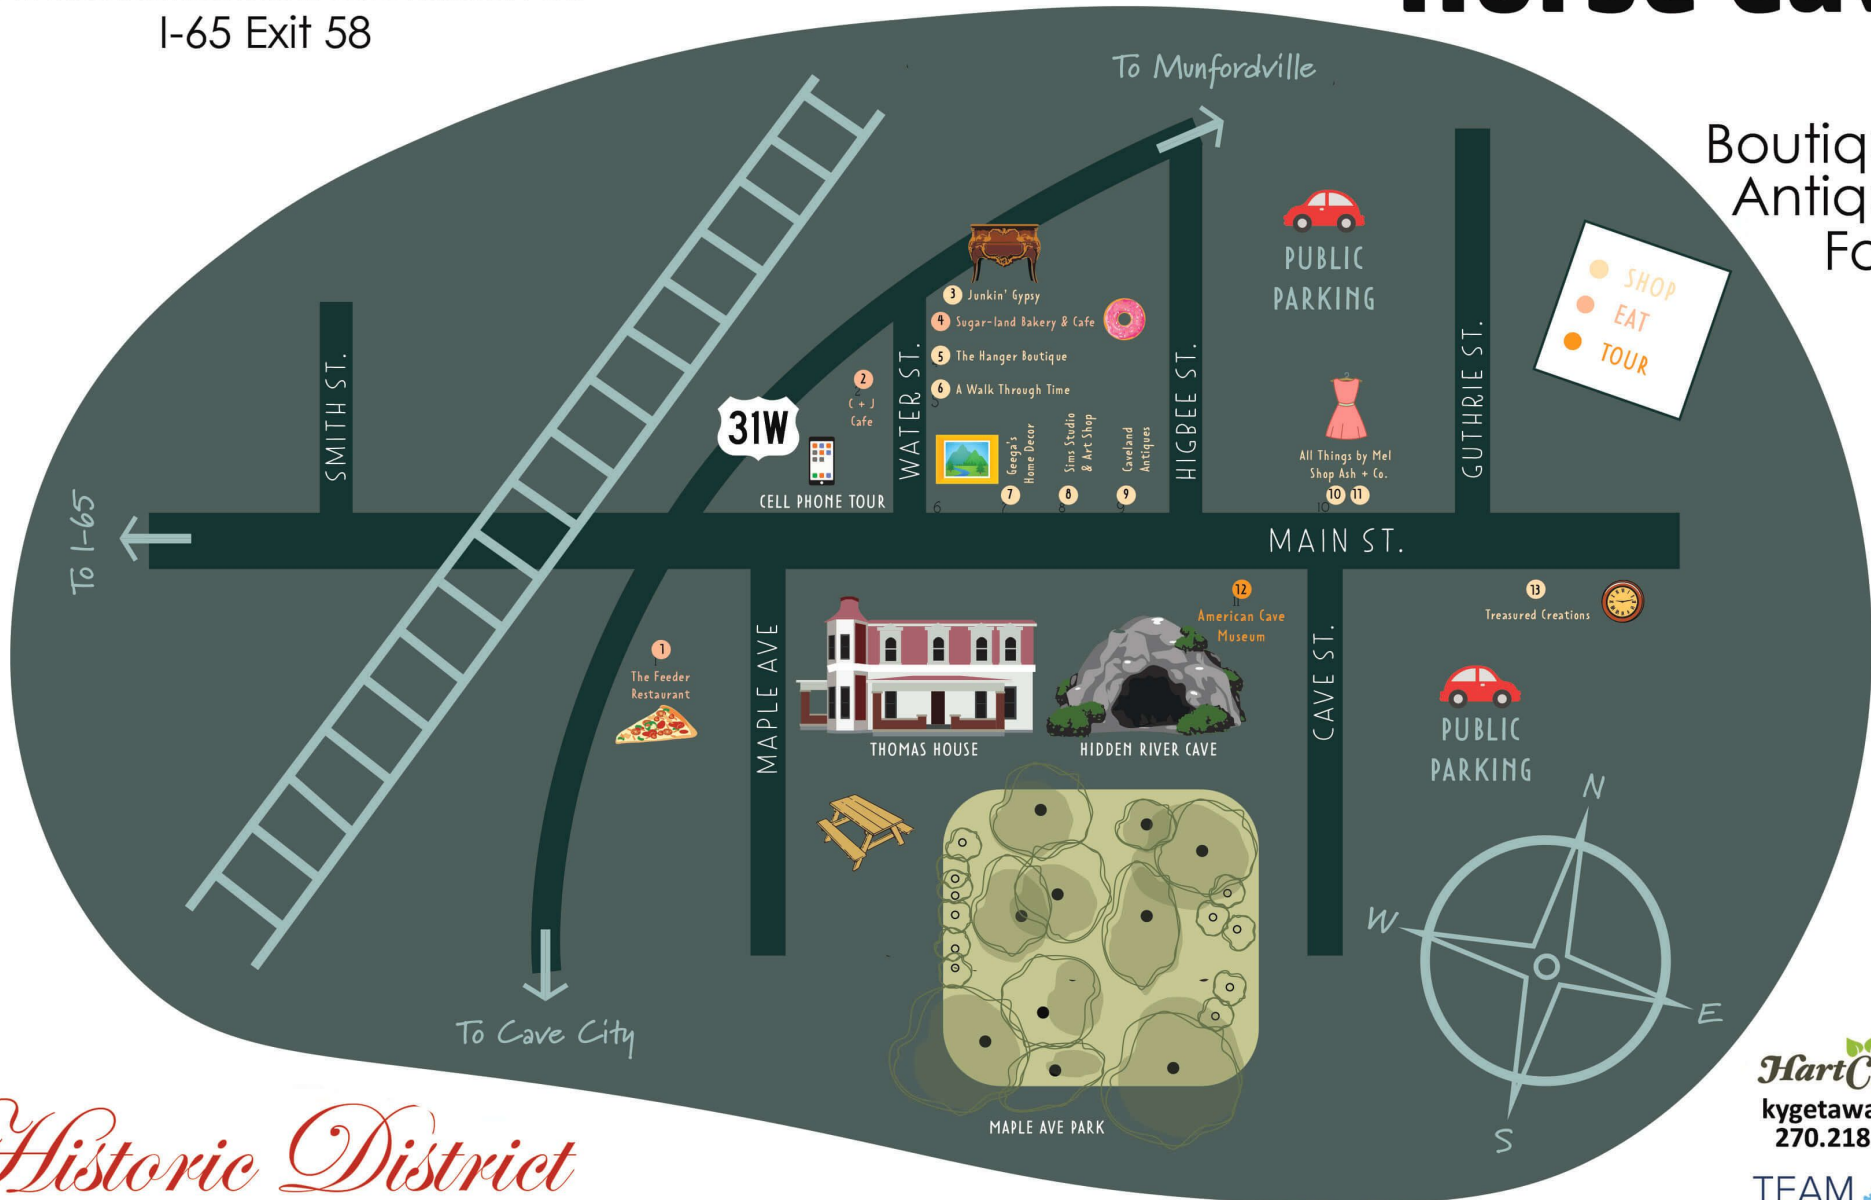 I-65 Exit 58
To Munfordville
PUBLIC
PARKING
SHOP
EAT
TOUR
3 Junkin' Gypsy
4 Sugar-land Bakery & Cafe
5 The Hanger Boutique
6 A Walk Through Time
2
C + J
Cafe
31W
CELL PHONE TOUR
SMITH ST.
WATER ST.
HIGBEE ST.
GUTHRIE ST.
Geega's
Home Decor
7
Sims Studio
& Art Shop
8
Caveland
Antiques
9
All Things by Mel
Shop Ash + Co.
10 11
To I-65
MAIN ST.
1
The Feeder
Restaurant
MAPLE AVE
THOMAS HOUSE
HIDDEN RIVER CAVE
12
American Cave
Museum
CAVE ST.
13
Treasured Creations
PUBLIC
PARKING
N
W
E
S
To Cave City
MAPLE AVE PARK
Historic District
270.218
TEAM